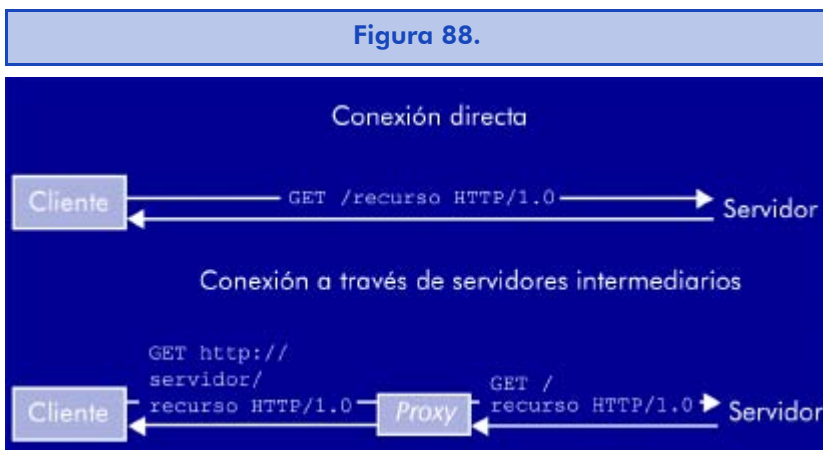 Figura 88.
Conexión directa
Cliente
GET /recurso HTTP/1.0
Servidor
Conexión a través de servidores intermediarios
Cliente
GET http://
servidor/
recurso HTTP/1.0
Proxy
GET /
recurso HTTP/1.0
Servidor